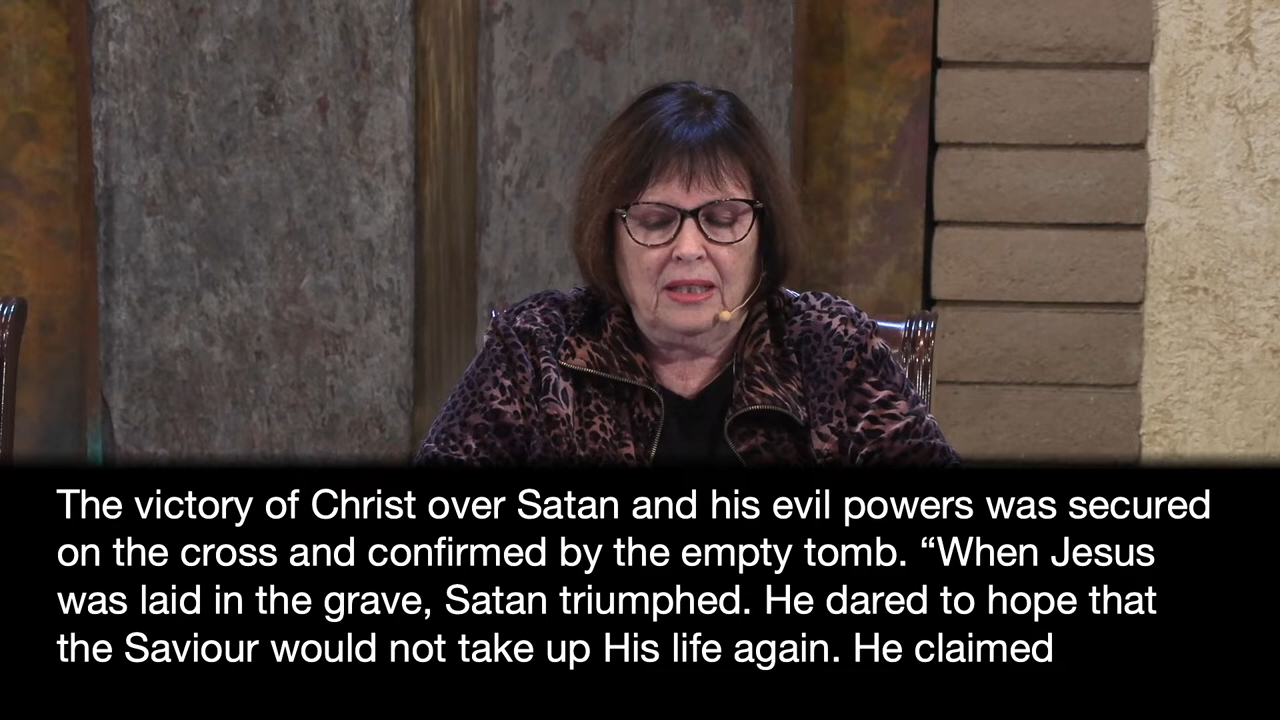 The victory of Christ over Satan and his evil powers was secured
on the cross and confirmed by the empty tomb. “When Jesus
was laid in the grave, Satan triumphed. He dared to hope that
the Saviour would not take up His life again. He claimed